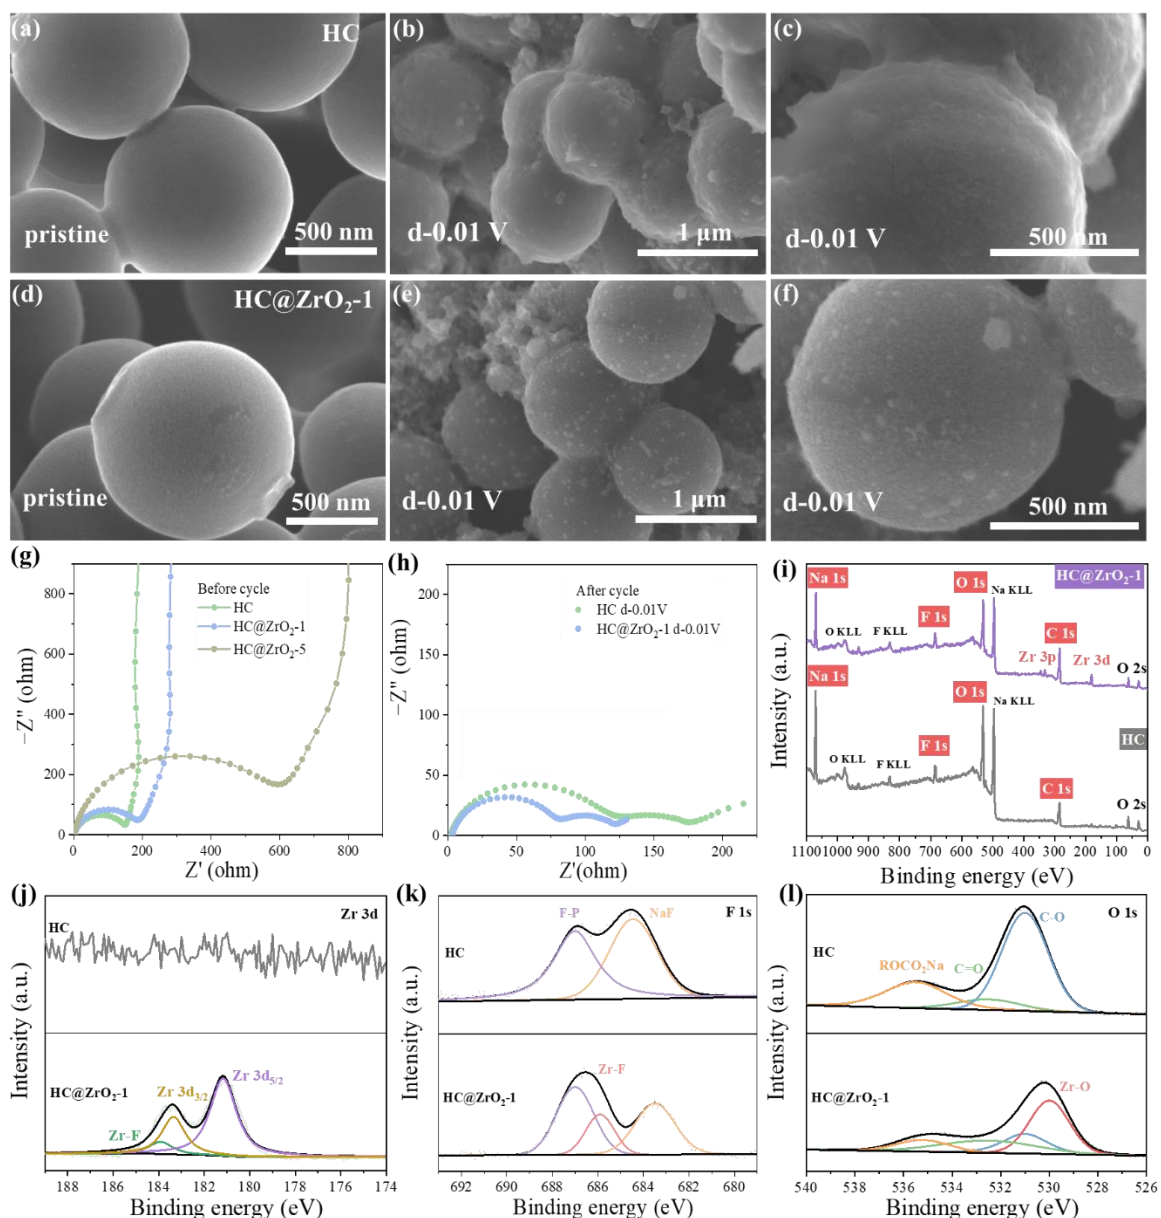 (a)
HC
pristine
500 nm
(b)
d-0.01 V
1 μm
(c)
d-0.01 V
500 nm
(d)
HC@ZrO₂-1
pristine
500 nm
(e)
d-0.01 V
1 μm
(f)
d-0.01 V
500 nm
(g)
Before cycle
HC
HC@ZrO₂-1
HC@ZrO₂-5
800
600
400
200
0
0 200 400 600 800
−Z″ (ohm)
Z' (ohm)
(h)
After cycle
HC d-0.01V
HC@ZrO₂-1 d-0.01V
200
150
100
50
0
0 50 100 150 200
−Z″ (ohm)
Z'(ohm)
(i)
HC@ZrO₂-1
Na 1s
O KLL
F KLL
F 1s
O 1s
Na KLL
Zr 3p
C 1s
Zr 3d
O 2s
Na 1s
O KLL
F KLL
F 1s
O 1s
Na KLL
HC
C 1s
O 2s
1100 1000 900 800 700 600 500 400 300 200 100 0
Intensity (a.u.)
Binding energy (eV)
(j)
Zr 3d
HC
HC@ZrO₂-1
Zr-F
Zr 3d₃/₂
Zr 3d₅/₂
188 186 184 182 180 178 176 174
Intensity (a.u.)
Binding energy (eV)
(k)
F 1s
HC
F-P
NaF
HC@ZrO₂-1
Zr-F
692 690 688 686 684 682 680
Intensity (a.u.)
Binding energy (eV)
(l)
O 1s
HC
ROCO₂Na
C=O
C-O
HC@ZrO₂-1
Zr-O
540 538 536 534 532 530 528 526
Intensity (a.u.)
Binding energy (eV)